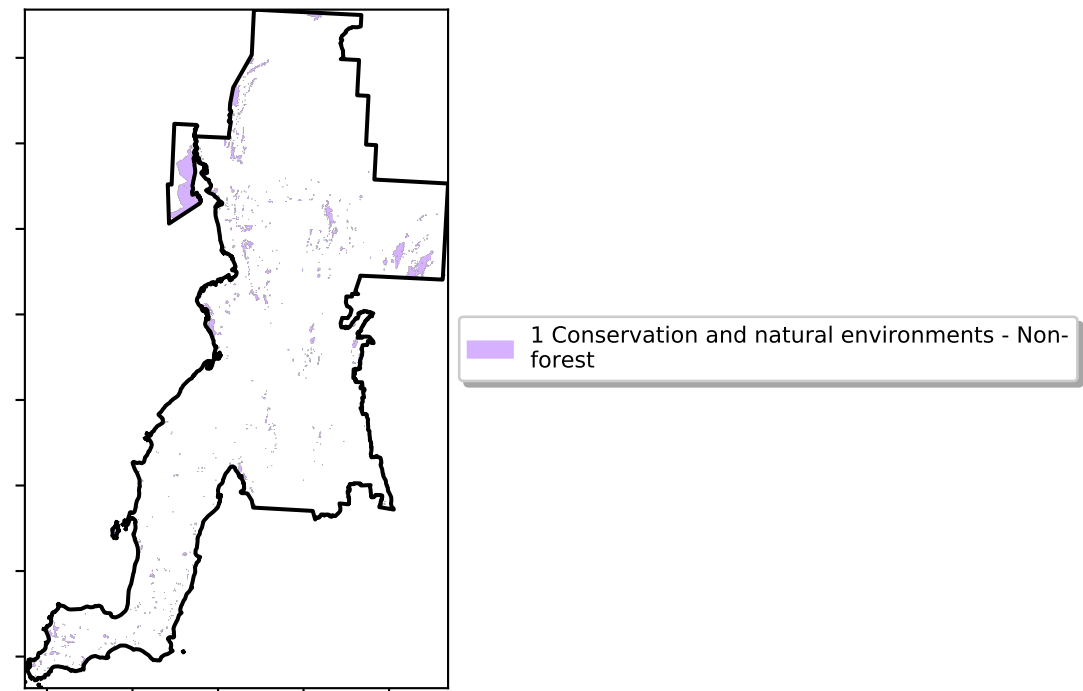 1 Conservation and natural environments - Non-
forest